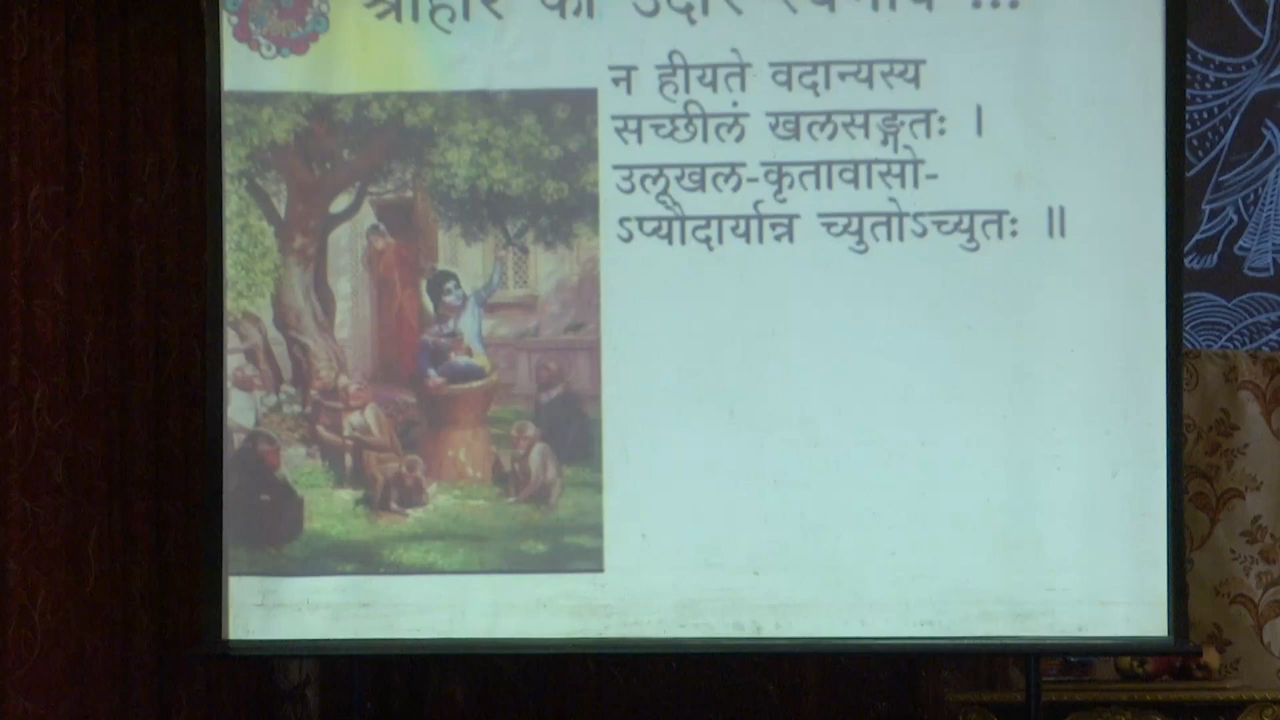 न हीयते वदान्यस्य
सच्छीलं खलसङ्गतः ।
उलूखल-कृतावासो-
ऽप्यौदार्यान्न च्युतोऽच्युतः ॥